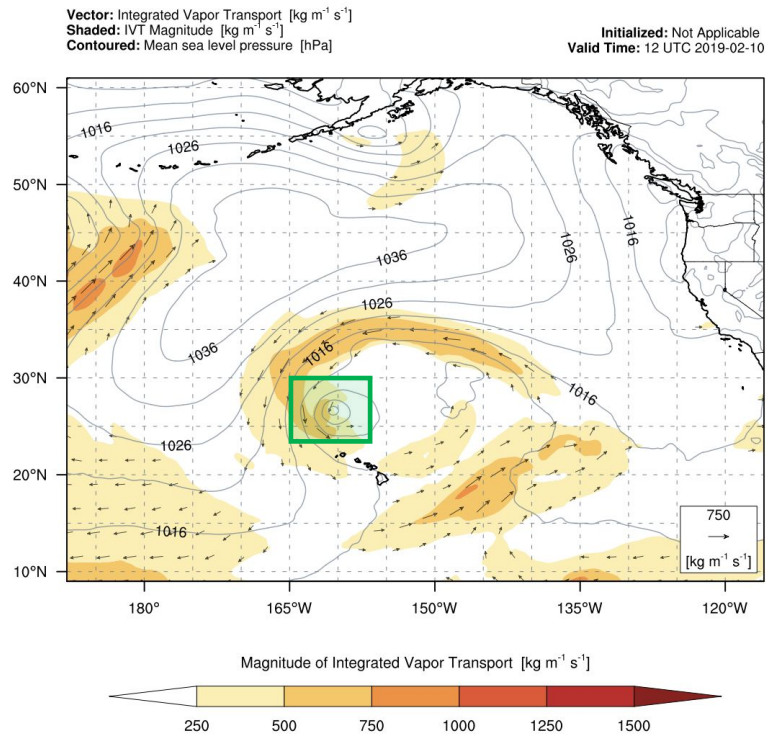 Vector: Integrated Vapor Transport [kg m⁻¹ s⁻¹]
Shaded: IVT Magnitude [kg m⁻¹ s⁻¹]
Contoured: Mean sea level pressure [hPa]
Initialized: Not Applicable
Valid Time: 12 UTC 2019-02-10
60°N
1016
1026
50°N
1016
1026
1036
40°N
1026
1036
1016
30°N
1016
1026
20°N
1016
750
[kg m⁻¹ s⁻¹]
10°N
180° 165°W 150°W 135°W 120°W
Magnitude of Integrated Vapor Transport [kg m⁻¹ s⁻¹]
250 500 750 1000 1250 1500